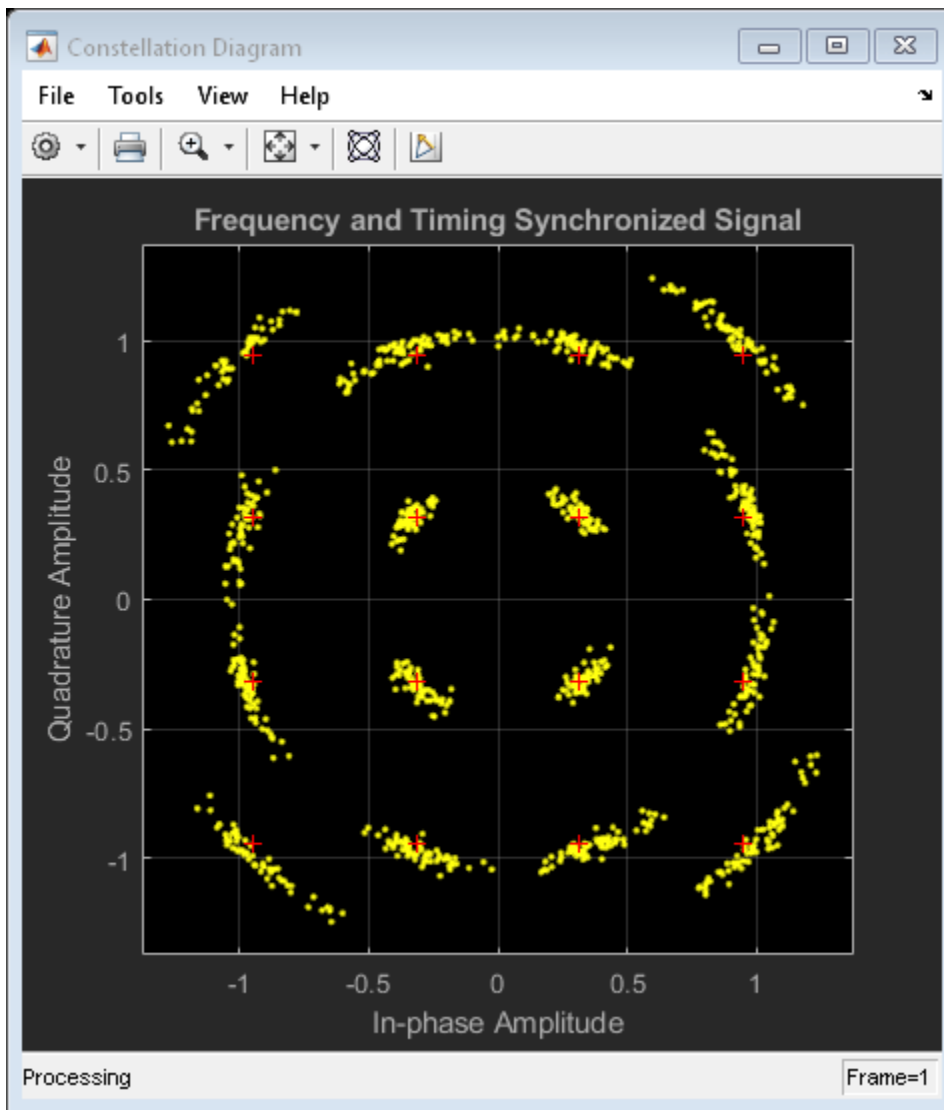 Constellation Diagram
File Tools View Help
Frequency and Timing Synchronized Signal
Quadrature Amplitude
1
0.5
0
-0.5
-1
-1 -0.5 0 0.5 1
In-phase Amplitude
Processing Frame=1